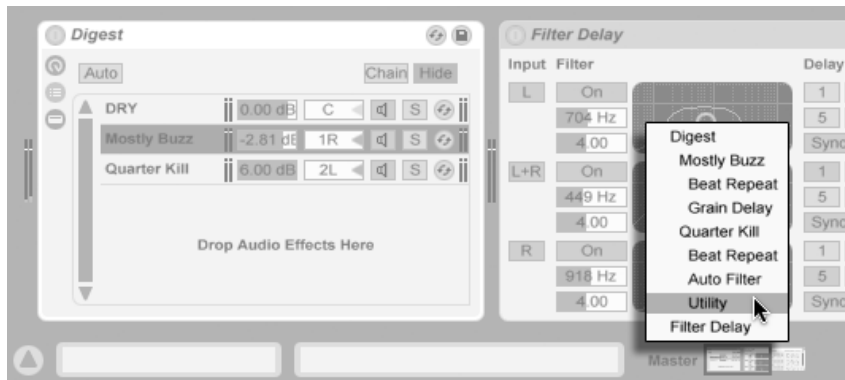 Digest
Auto
Chain Hide
DRY 0.00 dB C S
Mostly Buzz -2.81 dB 1R S
Quarter Kill 6.00 dB 2L S
Drop Audio Effects Here
Filter Delay
Input Filter Delay
L On 1
704 Hz 5
4.00 Sync
L+R On 1
449 Hz 5
4.00 Sync
R On 1
918 Hz 5
4.00 Sync
Digest
Mostly Buzz
Beat Repeat
Grain Delay
Quarter Kill
Beat Repeat
Auto Filter
Utility
Filter Delay
Master